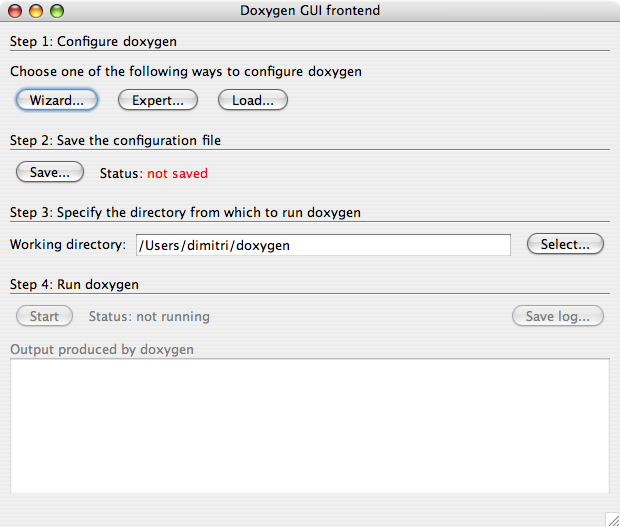 Doxygen GUI frontend
Step 1: Configure doxygen
Choose one of the following ways to configure doxygen
Wizard... Expert... Load...
Step 2: Save the configuration file
Save... Status: not saved
Step 3: Specify the directory from which to run doxygen
Working directory: /Users/dimitri/doxygen Select...
Step 4: Run doxygen
Start Status: not running Save log...
Output produced by doxygen